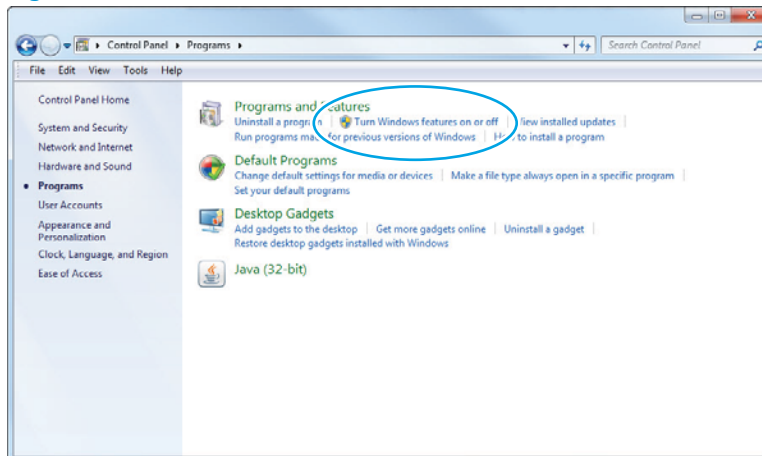 Control Panel ▸ Programs ▸
Search Control Panel
File Edit View Tools Help
Control Panel Home
System and Security
Network and Internet
Hardware and Sound
Programs
User Accounts
Appearance and
Personalization
Clock, Language, and Region
Ease of Access
Programs and Features
Uninstall a program | Turn Windows features on or off | View installed updates |
Run programs made for previous versions of Windows | How to install a program
Default Programs
Change default settings for media or devices | Make a file type always open in a specific program |
Set your default programs
Desktop Gadgets
Add gadgets to the desktop | Get more gadgets online | Uninstall a gadget |
Restore desktop gadgets installed with Windows
Java (32-bit)